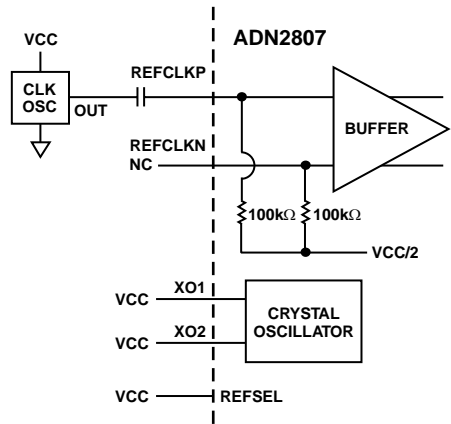 ADN2807
VCC
REFCLKP
CLK
OSC
OUT
BUFFER
REFCLKN
NC
100kΩ
100kΩ
VCC/2
VCC
XO1
CRYSTAL
OSCILLATOR
VCC
XO2
VCC
REFSEL